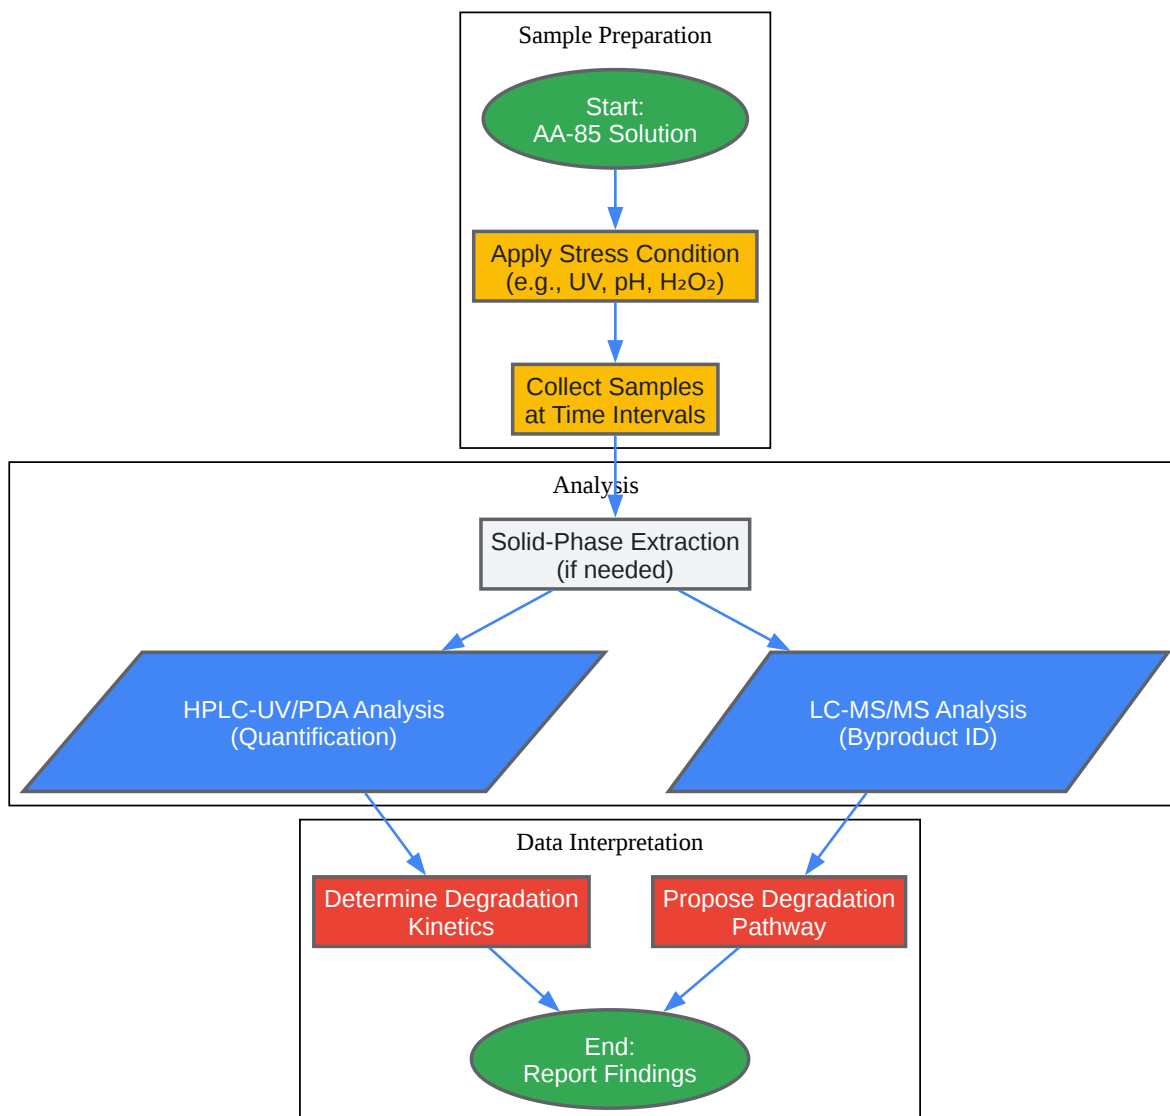 Sample Preparation
Start:
AA-85 Solution
Apply Stress Condition
(e.g., UV, pH, H₂O₂)
Collect Samples
at Time Intervals
Analysis
Solid-Phase Extraction
(if needed)
HPLC-UV/PDA Analysis
(Quantification)
LC-MS/MS Analysis
(Byproduct ID)
Data Interpretation
Determine Degradation
Kinetics
Propose Degradation
Pathway
End:
Report Findings